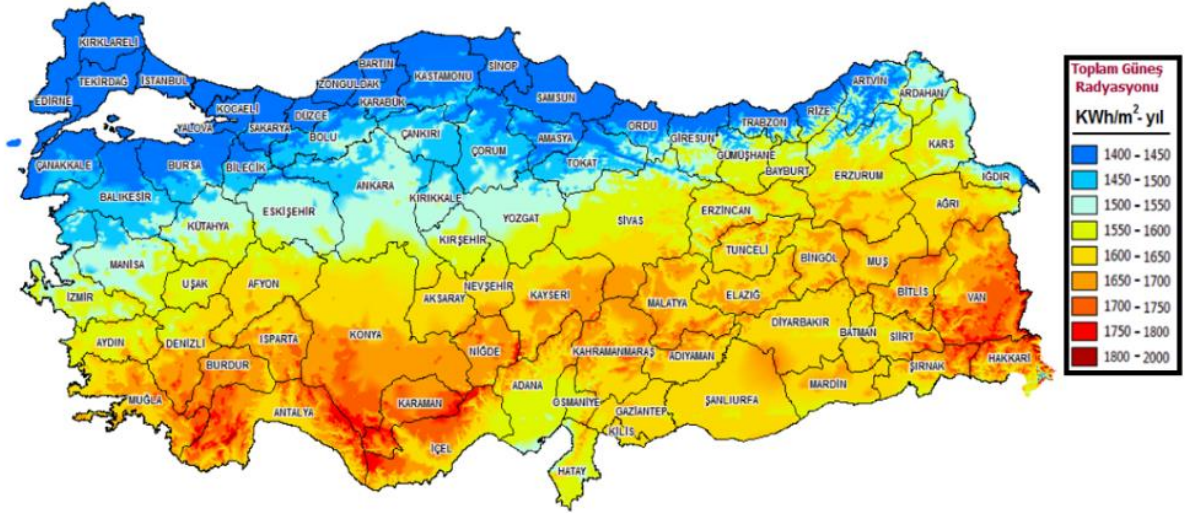 KIRKLARELİ
TEKİRDAĞ
İSTANBUL
EDİRNE
KOCAELİ
YALOVA
SAKARYA
DÜZCE
ZONGULDAK
BARTIN
KARABÜK
KASTAMONU
SİNOP
SAMSUN
BOLU
ÇANKIRI
ÇORUM
AMASYA
TOKAT
ORDU
GİRESUN
TRABZON
RİZE
ARTVİN
ARDAHAN
KARS
GÜMÜŞHANE
BAYBURT
ERZURUM
IĞDIR
AĞRI
ÇANAKKALE
BURSA
BİLECİK
BALIKESİR
KÜTAHYA
ESKİŞEHİR
ANKARA
KIRIKKALE
YOZGAT
KIRŞEHİR
SİVAS
ERZİNCAN
TUNCELİ
BİNGÖL
MUŞ
BİTLİS
VAN
MANİSA
İZMİR
UŞAK
AFYON
AKSARAY
NEVŞEHİR
KAYSERİ
MALATYA
ELAZIĞ
DİYARBAKIR
BATMAN
SİİRT
ŞIRNAK
HAKKARİ
AYDIN
DENİZLİ
ISPARTA
BURDUR
KONYA
NİĞDE
KAHRAMANMARAŞ
ADIYAMAN
MARDİN
ŞANLIURFA
MUĞLA
ANTALYA
KARAMAN
İÇEL
ADANA
OSMANİYE
GAZİANTEP
KİLİS
HATAY
Toplam Güneş
Radyasyonu
KWh/m²- yıl
1400 - 1450
1450 - 1500
1500 - 1550
1550 - 1600
1600 - 1650
1650 - 1700
1700 - 1750
1750 - 1800
1800 - 2000